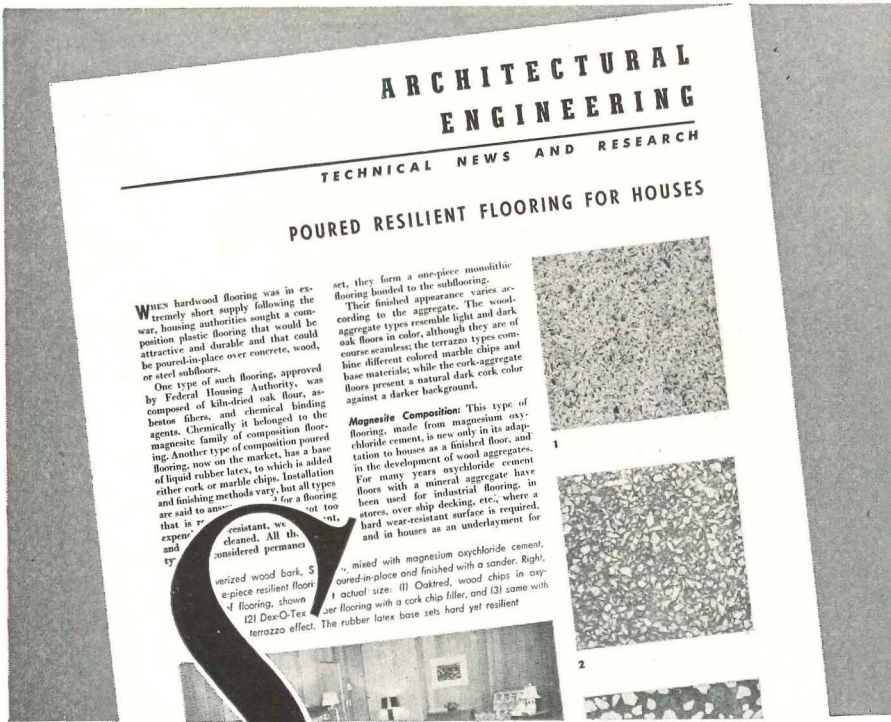 ARCHITECTURAL
ENGINEERING
TECHNICAL NEWS AND RESEARCH
POURED RESILIENT FLOORING FOR HOUSES
WHEN hardwood flooring was in ex-
tremely short supply following the
war, housing authorities sought a com-
position plastic flooring that would be
attractive and durable and that could
be poured-in-place over concrete, wood,
or steel subfloors.
One type of such flooring, approved
by Federal Housing Authority, was
composed of kiln-dried oak flour, as-
bestos fibers, and chemical binding
agents. Chemically it belonged to the
magnesite family of composition floor-
ing. Another type of composition poured
flooring, now on the market, has a base
of liquid rubber latex, to which is added
either cork or marble chips. Installation
and finishing methods vary, but all types
are said to for a flooring
that is too
resistant,
and cleaned. All
considered
set, they form a one-piece monolithic
flooring bonded to the subflooring.
Their finished appearance varies ac-
cording to the aggregate. The wood-
aggregate types resemble light and dark
oak floors in color, although they are of
course seamless; the terrazzo types com-
bine different colored marble chips and
base materials; while the cork-aggregate
floors present a natural dark cork color
against a darker background.
Magnesite Composition: This type of
flooring, made from magnesium oxy-
chloride cement, is new only in its adap-
tation to houses as a finished floor, and
in the development of wood aggregates.
For many years oxychloride cement
floors with a mineral aggregate have
been used for industrial flooring, in
stores, over ship decking, etc., where a
hard wear-resistant surface is required,
and in houses as an underlayment for
wood bark, S mixed with magnesium oxychloride cement,
e-piece resilient oured-in-place and finished with a sander. Right,
of flooring, shown actual size: (1) Oaktred, wood chips in oxy-
(2) Dex-O-Tex flooring with a cork chip filler, and (3) same with
terrazzo effect. The rubber latex base sets hard yet resilient
1
2